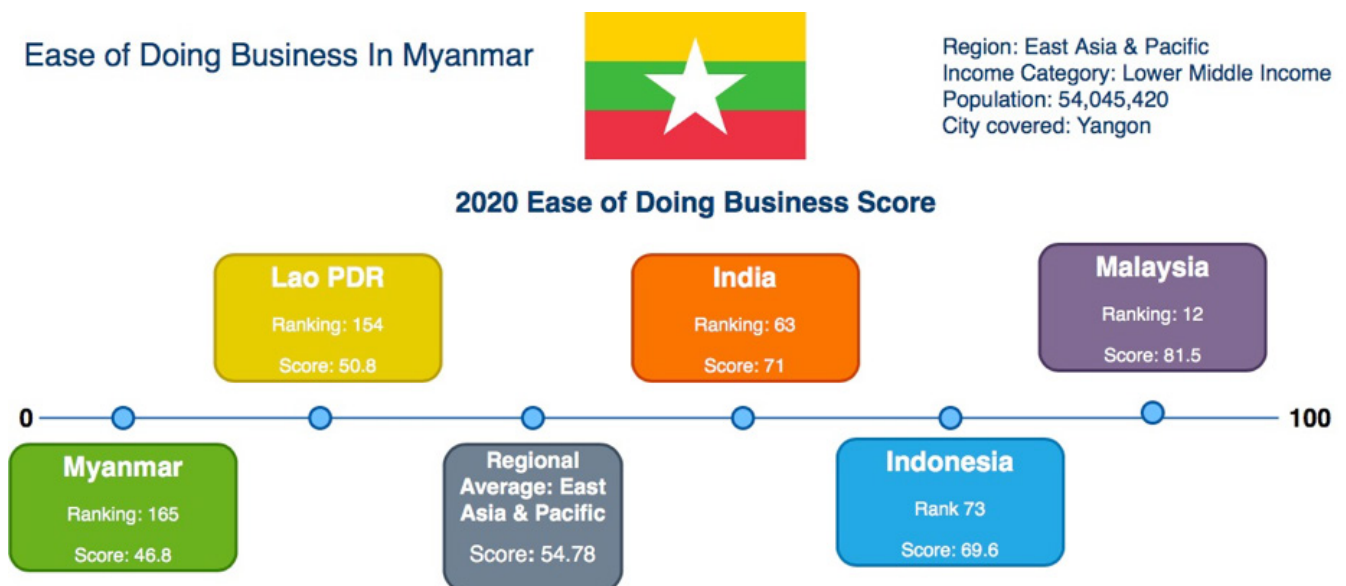 Ease of Doing Business In Myanmar
Region: East Asia & Pacific
Income Category: Lower Middle Income
Population: 54,045,420
City covered: Yangon
2020 Ease of Doing Business Score
Lao PDR
Ranking: 154
Score: 50.8
India
Ranking: 63
Score: 71
Malaysia
Ranking: 12
Score: 81.5
0
100
Myanmar
Ranking: 165
Score: 46.8
Regional
Average: East
Asia & Pacific
Score: 54.78
Indonesia
Rank 73
Score: 69.6